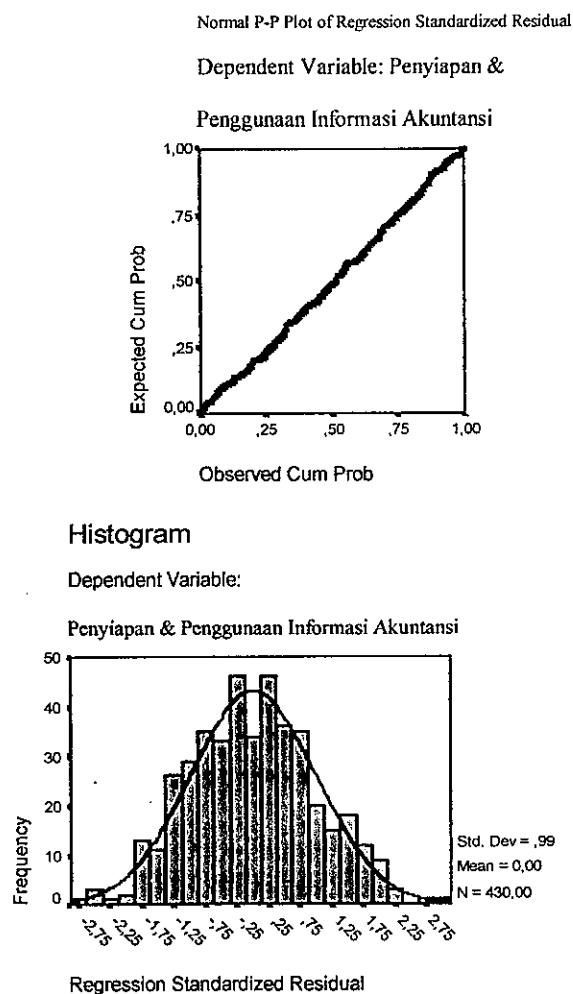 Normal P-P Plot of Regression Standardized Residual
Dependent Variable: Penyiapan &
Penggunaan Informasi Akuntansi
1,00
,75
,50
,25
0,00
Expected Cum Prob
0,00 ,25 ,50 ,75 1,00
Observed Cum Prob
Histogram
Dependent Variable:
Penyiapan & Penggunaan Informasi Akuntansi
50
40
30
20
10
0
Frequency
Std. Dev = ,99
Mean = 0,00
N = 430,00
-2,75 -2,25 -1,75 -1,25 -,75 -,25 ,25 ,75 1,25 1,75 2,25 2,75
Regression Standardized Residual